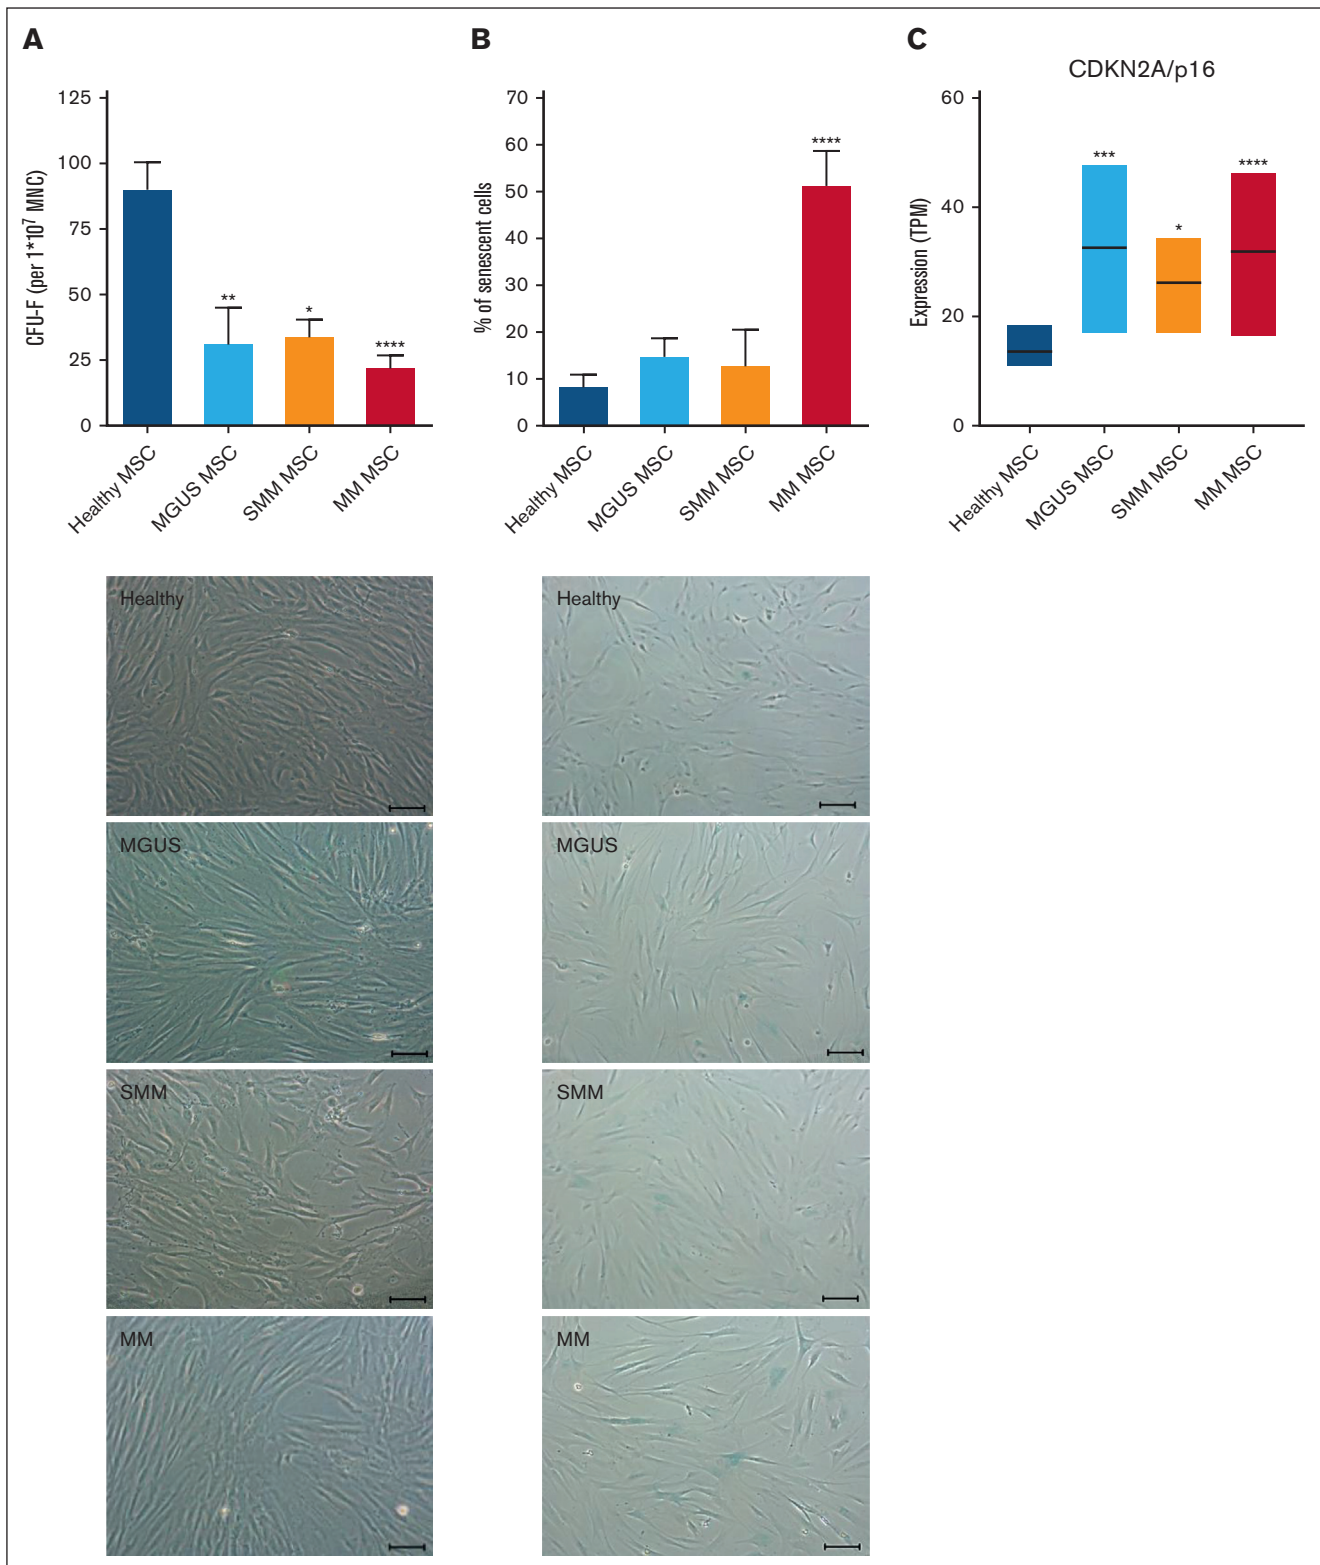 A
125
100
75
50
25
0
CFU-F (per 1*10⁷ MNC)
**
*
****
Healthy MSC
MGUS MSC
SMM MSC
MM MSC
Healthy
MGUS
SMM
MM
B
70
60
50
40
30
20
10
0
% of senescent cells
****
Healthy MSC
MGUS MSC
SMM MSC
MM MSC
Healthy
MGUS
SMM
MM
C
CDKN2A/p16
60
40
20
0
Expression (TPM)
***
*
****
Healthy MSC
MGUS MSC
SMM MSC
MM MSC